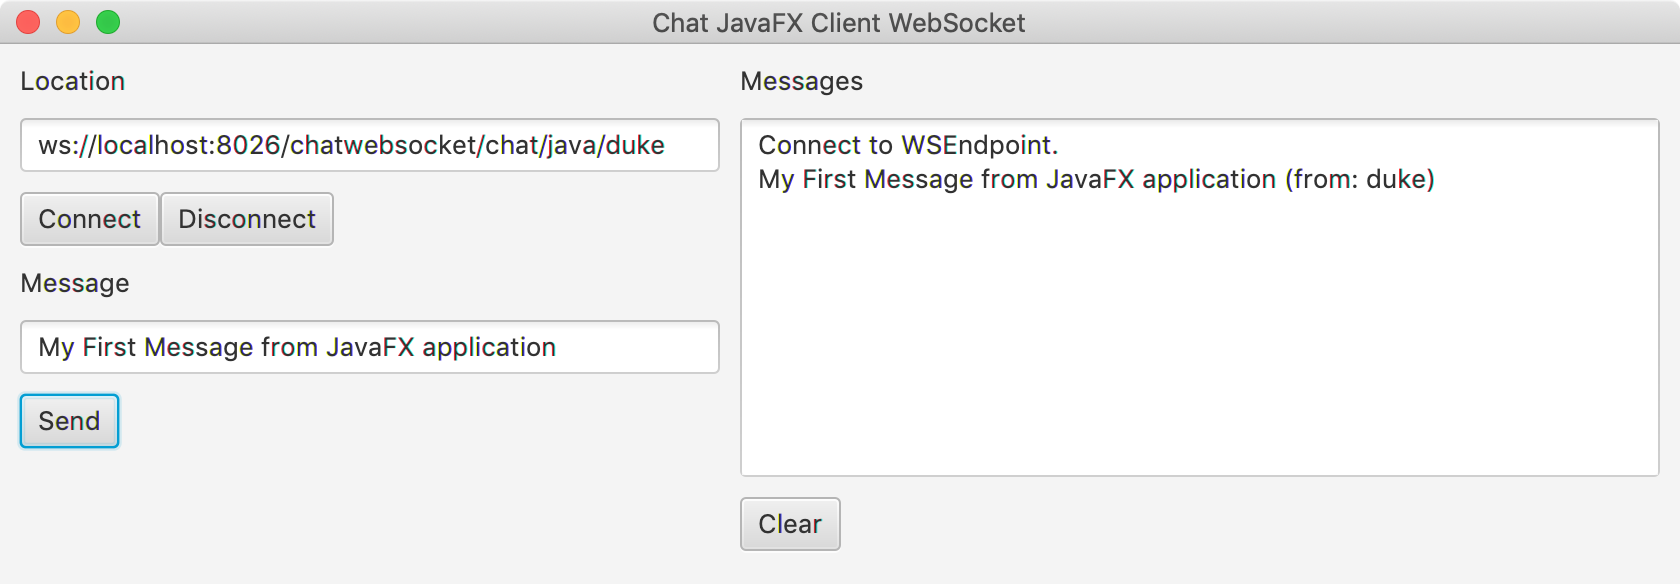 Chat JavaFX Client WebSocket
Location
ws://localhost:8026/chatwebsocket/chat/java/duke
Connect
Disconnect
Message
My First Message from JavaFX application
Send
Messages
Connect to WSEndpoint.
My First Message from JavaFX application (from: duke)
Clear